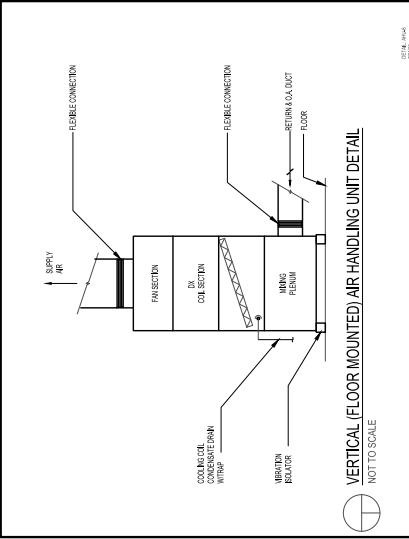 SUPPLY
AIR
FLEXIBLE CONNECTION
FAN SECTION
DX
COIL SECTION
FLEXIBLE CONNECTION
MIXING
PLENUM
RETURN & O.A. DUCT
FLOOR
COOLING COIL
CONDENSATE DRAIN
W/TRAP
VIBRATION
ISOLATOR
VERTICAL (FLOOR MOUNTED) AIR HANDLING UNIT DETAIL
NOT TO SCALE